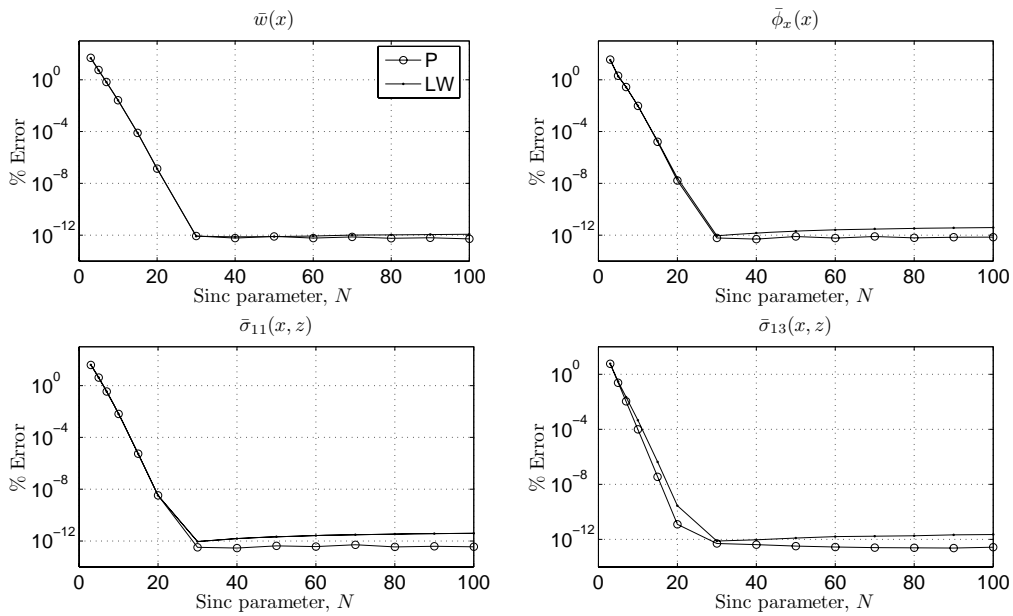 w̄(x)
P
LW
% Error
10^0
10^-4
10^-8
10^-12
0 20 40 60 80 100
Sinc parameter, N
ϕ̄_x(x)
% Error
10^0
10^-4
10^-8
10^-12
0 20 40 60 80 100
Sinc parameter, N
σ̄_11(x, z)
% Error
10^0
10^-4
10^-8
10^-12
0 20 40 60 80 100
Sinc parameter, N
σ̄_13(x, z)
% Error
10^0
10^-4
10^-8
10^-12
0 20 40 60 80 100
Sinc parameter, N